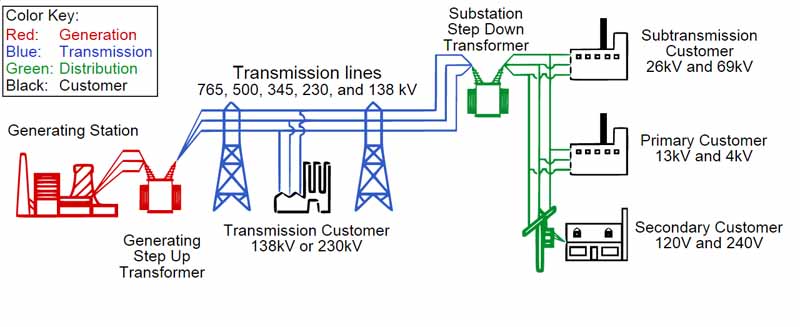 Color Key:
Red: Generation
Blue: Transmission
Green: Distribution
Black: Customer
Generating Station
Generating
Step Up
Transformer
Transmission lines
765, 500, 345, 230, and 138 kV
Transmission Customer
138kV or 230kV
Substation
Step Down
Transformer
Subtransmission
Customer
26kV and 69kV
Primary Customer
13kV and 4kV
Secondary Customer
120V and 240V